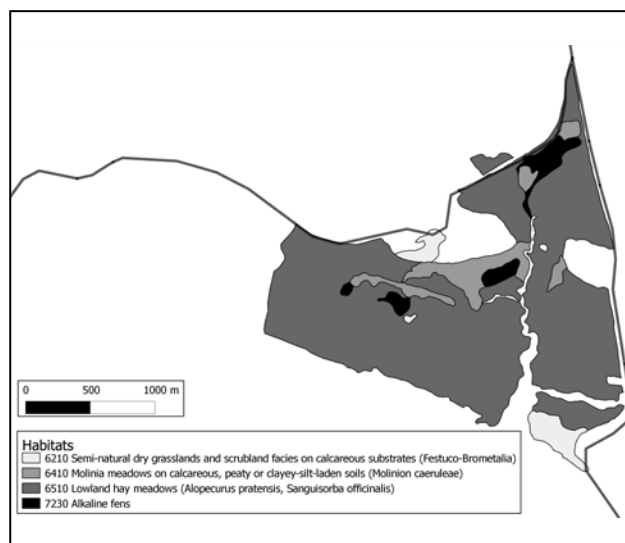 0 500 1000 m
Habitats
6210 Semi-natural dry grasslands and scrubland facies on calcareous substrates (Festuco-Brometalia)
6410 Molinia meadows on calcareous, peaty or clayey-silt-laden soils (Molinion caeruleae)
6510 Lowland hay meadows (Alopecurus pratensis, Sanguisorba officinalis)
7230 Alkaline fens